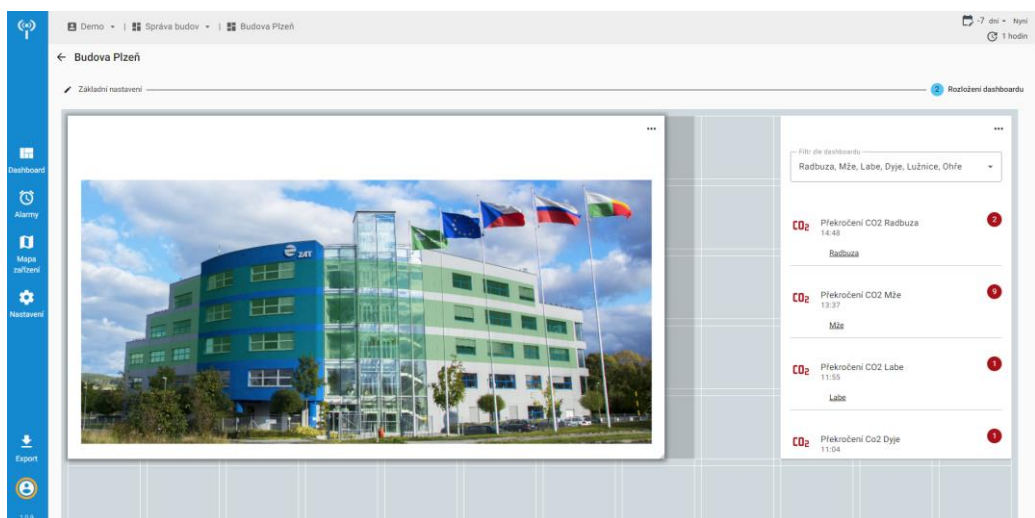 Demo | Správa budov | Budova Plzeň
-7 dní Nyní
1 hodin
Budova Plzeň
Základní nastavení
2 Rozložení dashboardu
Dashboard
Alarmy
Mapa
zařízení
Nastavení
Export
ZAT
Filtr dle dashboardu
Radbuza, Mže, Labe, Dyje, Lužnice, Ohře
CO2 Překročení CO2 Radbuza 2
14:48
Radbuza
CO2 Překročení CO2 Mže 9
13:37
Mže
CO2 Překročení CO2 Labe 1
11:55
Labe
CO2 Překročení Co2 Dyje 1
11:04